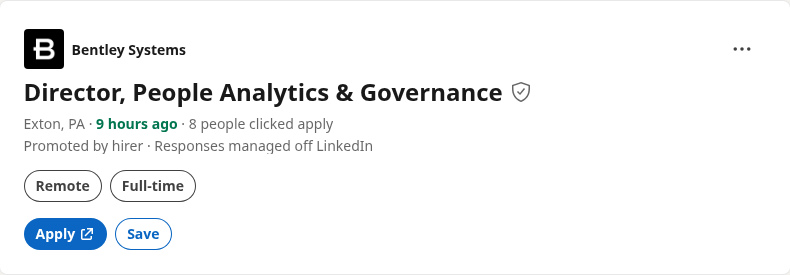 Bentley Systems
Director, People Analytics & Governance
Exton, PA · 9 hours ago · 8 people clicked apply
Promoted by hirer · Responses managed off LinkedIn
Remote Full-time
Apply Save